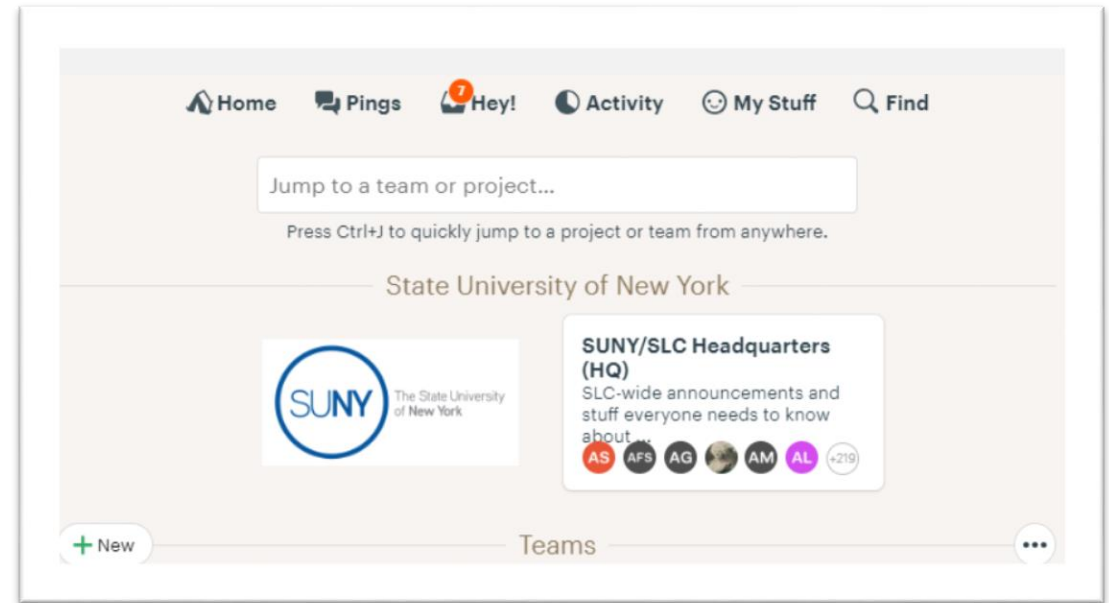 Home Pings 7 Hey! Activity My Stuff Find
Jump to a team or project...
Press Ctrl+J to quickly jump to a project or team from anywhere.
State University of New York
SUNY The State University
of New York
SUNY/SLC Headquarters
(HQ)
SLC-wide announcements and
stuff everyone needs to know
about ...
AS AFS AG AM AL +219
+ New Teams